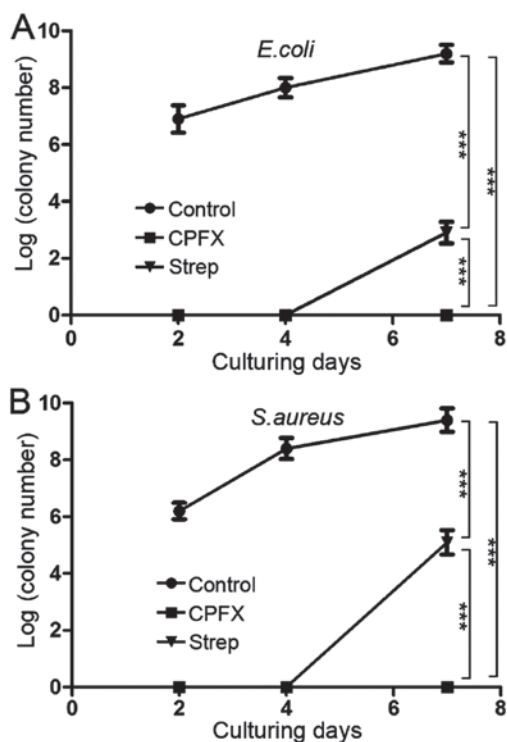 A
E.coli
10
8
6
4
2
0
Log (colony number)
Control
CPFX
Strep
***
***
***
0 2 4 6 8
Culturing days
B
S.aureus
10
8
6
4
2
0
Log (colony number)
Control
CPFX
Strep
***
***
***
0 2 4 6 8
Culturing days